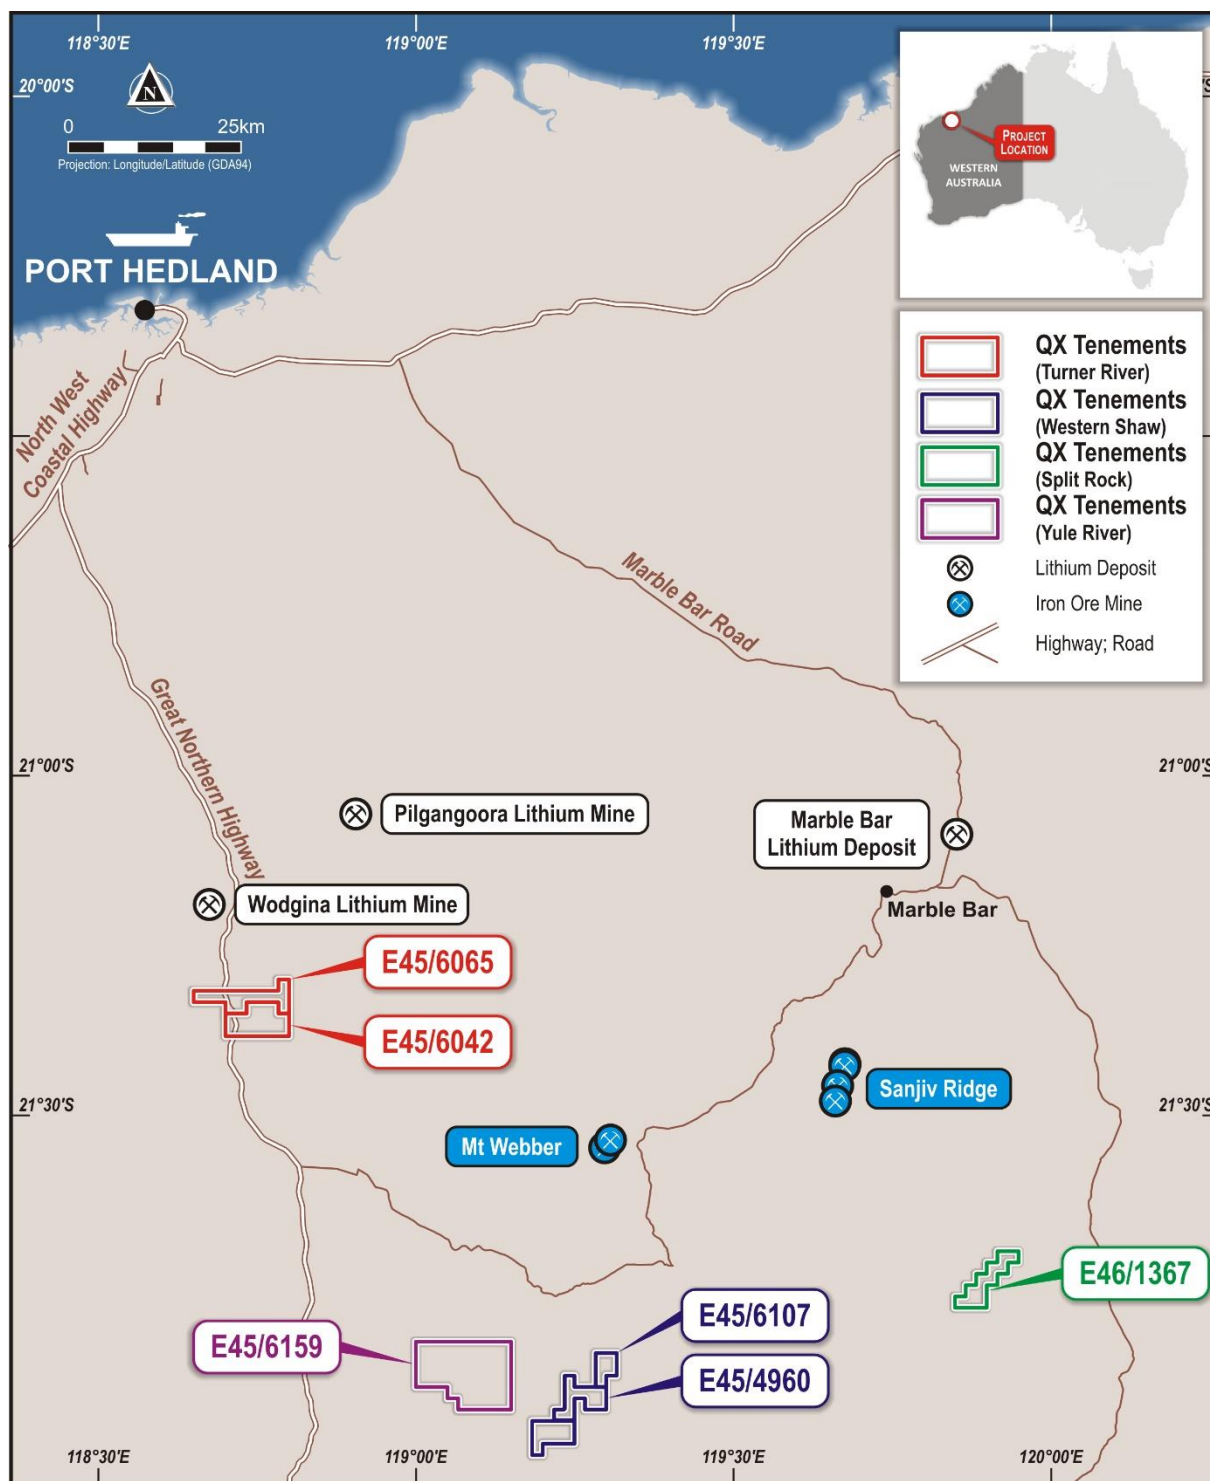 118°30'E
119°00'E
119°30'E
20°00'S
N
0
25km
Projection: Longitude/Latitude (GDA94)
PORT HEDLAND
PROJECT
LOCATION
WESTERN
AUSTRALIA
QX Tenements
(Turner River)
QX Tenements
(Western Shaw)
QX Tenements
(Split Rock)
QX Tenements
(Yule River)
Lithium Deposit
Iron Ore Mine
Highway; Road
North West
Coastal Highway
Marble Bar Road
Great Northern Highway
21°00'S
21°00'S
Pilgangoora Lithium Mine
Marble Bar
Lithium Deposit
Wodgina Lithium Mine
Marble Bar
E45/6065
E45/6042
Sanjiv Ridge
21°30'S
21°30'S
Mt Webber
E46/1367
E45/6107
E45/6159
E45/4960
118°30'E
119°00'E
119°30'E
120°00'E